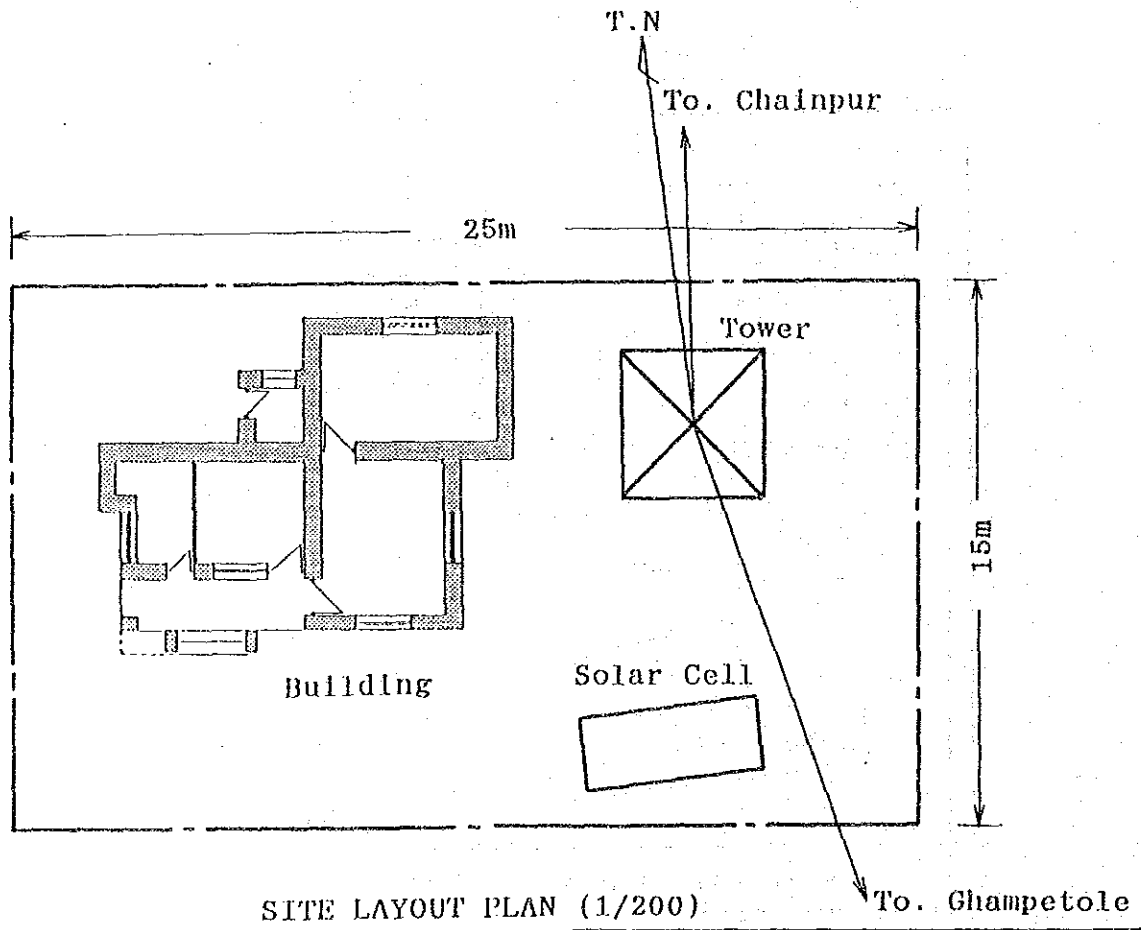 T.N
To. Chainpur
25m
Tower
15m
Building
Solar Cell
SITE LAYOUT PLAN (1/200)
To. Ghampetole